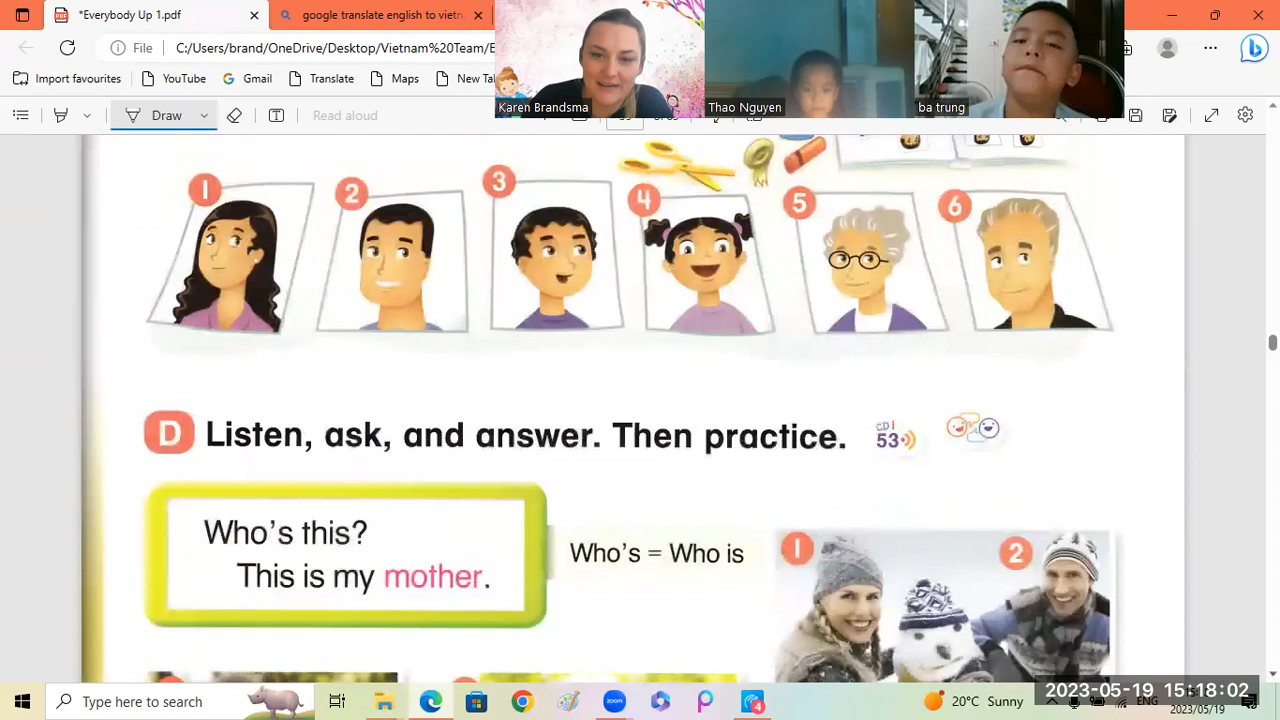 *Everybody Up 1.pdf
google translate english to vietn
File
C:/Users/brand/OneDrive/Desktop/Vietnam%20Team/E
Import favourites
YouTube
Gmail
Translate
Maps
New Tab
Karen Brandsma
Thao Nguyen
ba trung
Draw
Read aloud
1
2
3
4
5
6
D Listen, ask, and answer. Then practice.
CD 1
53
Who's this?
This is my mother.
Who's = Who is
1
2
Type here to search
4
20°C Sunny
ENG
2023-05-19 15:18:02
2023/05/19